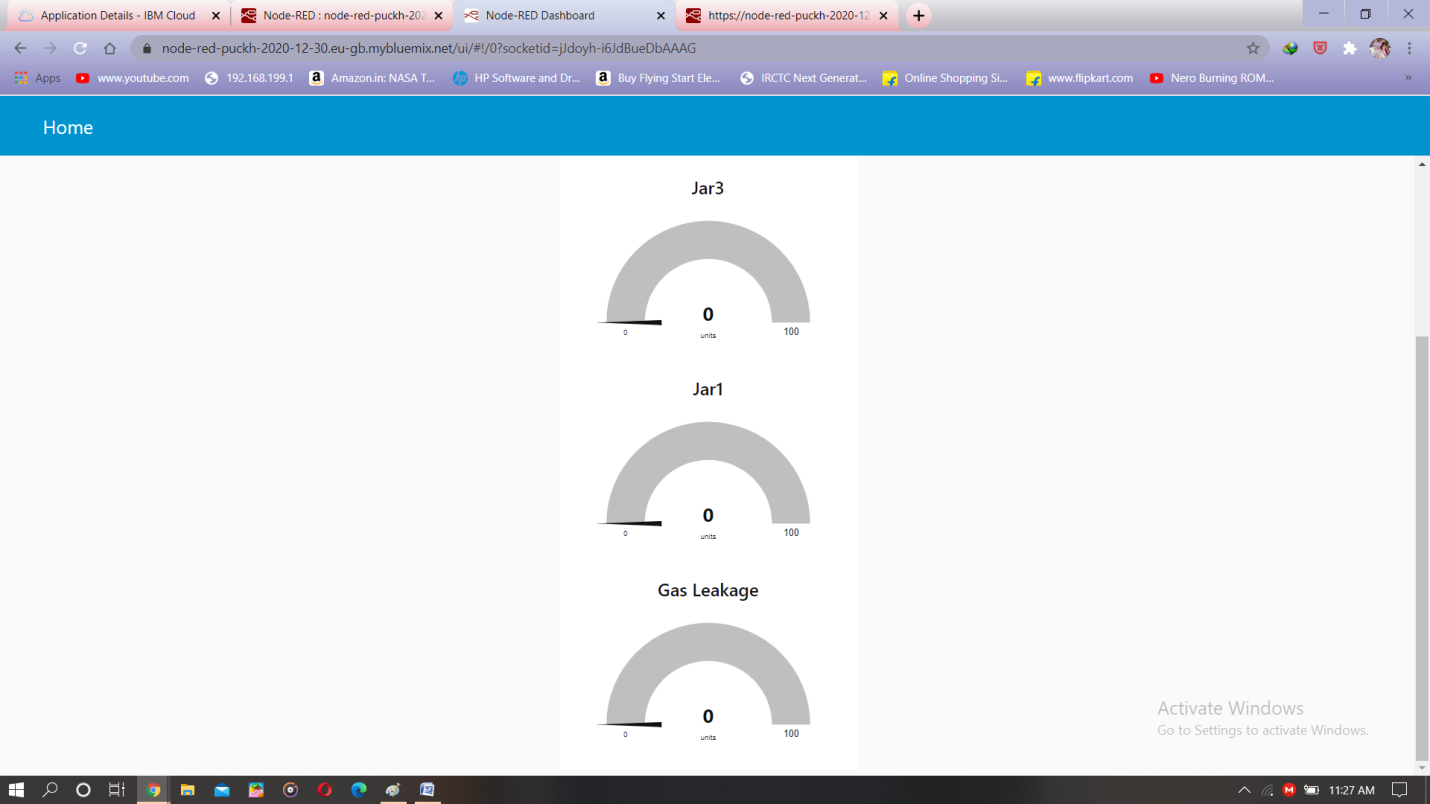 Application Details - IBM Cloud
Node-RED : node-red-puckh-202
Node-RED Dashboard
https://node-red-puckh-2020-12
node-red-puckh-2020-12-30.eu-gb.mybluemix.net/ui/#!/0?socketid=jJdoyh-i6JdBueDbAAAG
Apps www.youtube.com 192.168.199.1 Amazon.in: NASA T... HP Software and Dr... Buy Flying Start Ele... IRCTC Next Generat... Online Shopping Si... www.flipkart.com Nero Burning ROM...
Home
Jar3
0
0 units 100
Jar1
0
0 units 100
Gas Leakage
0
0 units 100
Activate Windows
Go to Settings to activate Windows.
11:27 AM